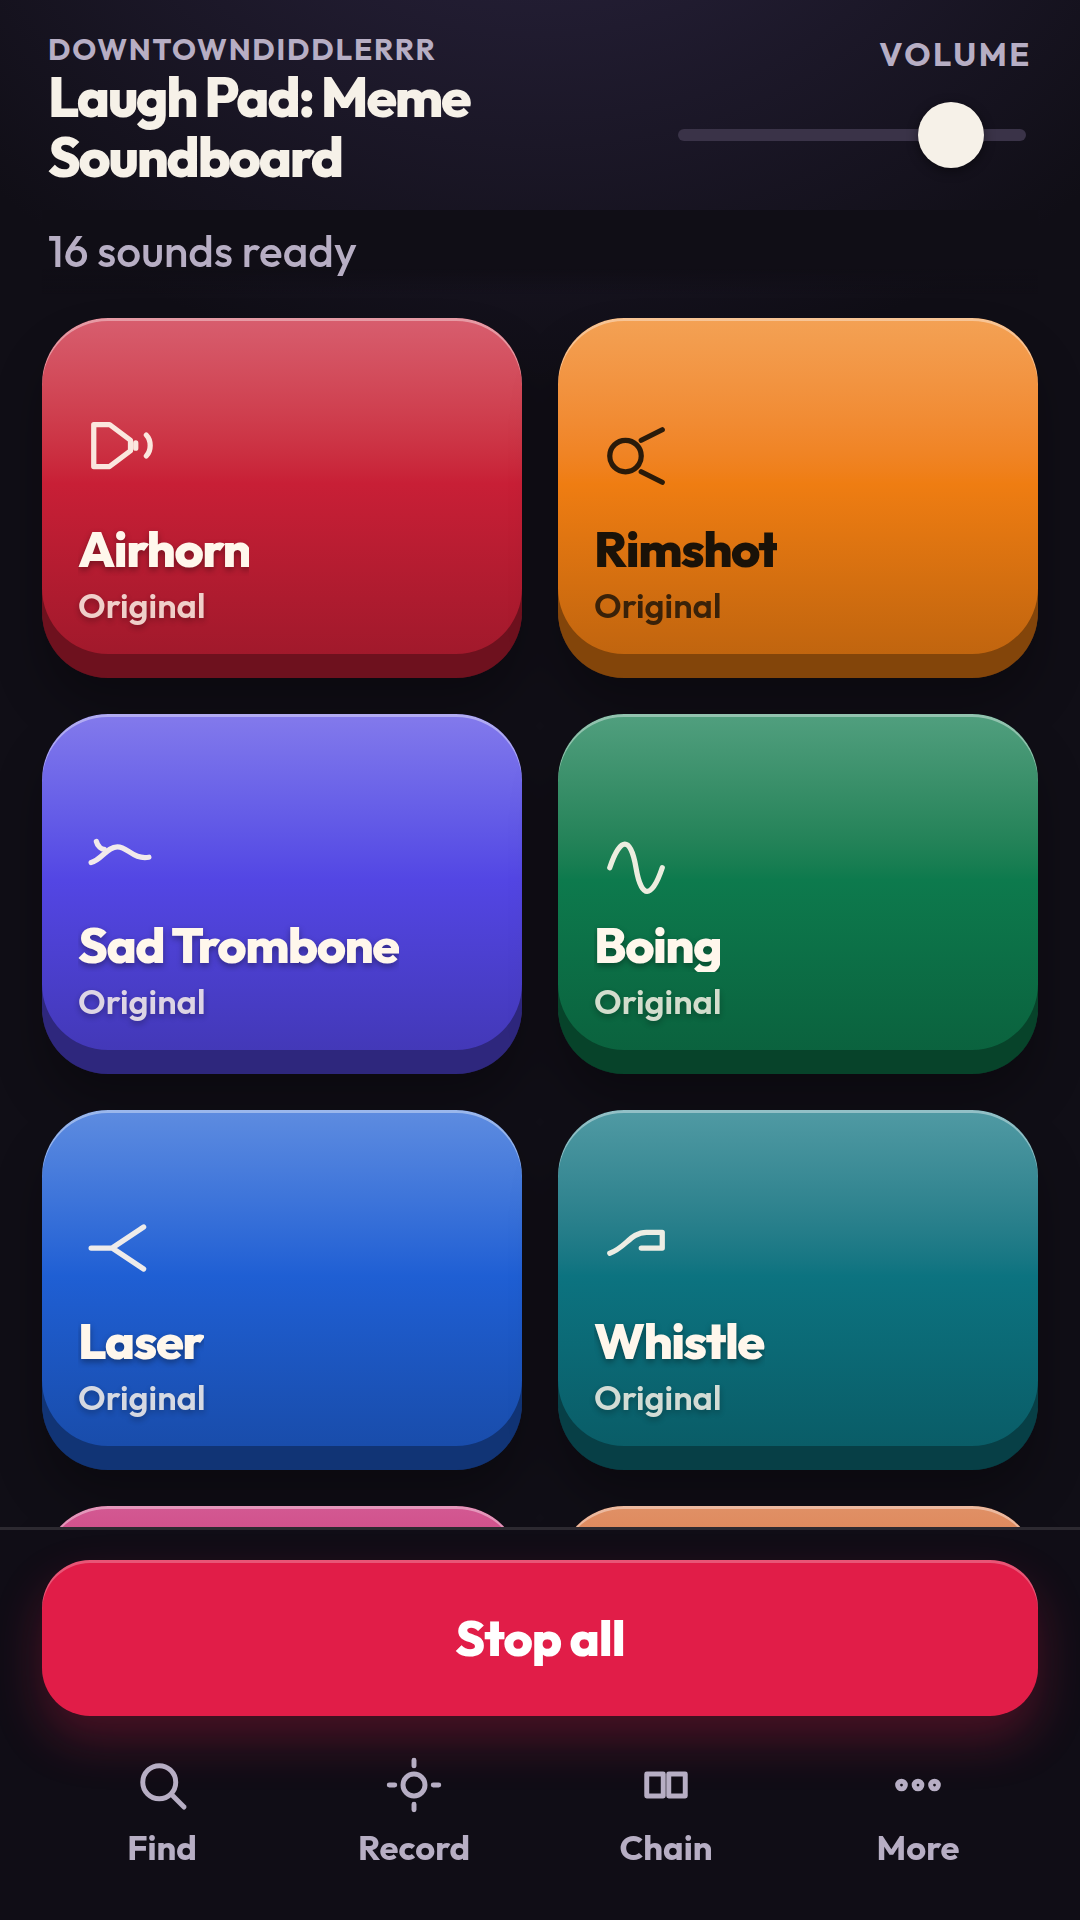 DOWNTOWNDIDDLERRR
VOLUME
Laugh Pad: Meme
Soundboard
16 sounds ready
Airhorn
Original
Rimshot
Original
Sad Trombone
Original
Boing
Original
Laser
Original
Whistle
Original
Stop all
Find
Record
Chain
More